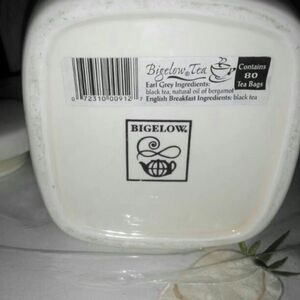 Bigelow® Tea
Contains
80
Tea Bags
Earl Grey Ingredients:
black tea, natural oil of bergamot
English Breakfast Ingredients: black tea
0 72310 00912 7
BIGELOW®